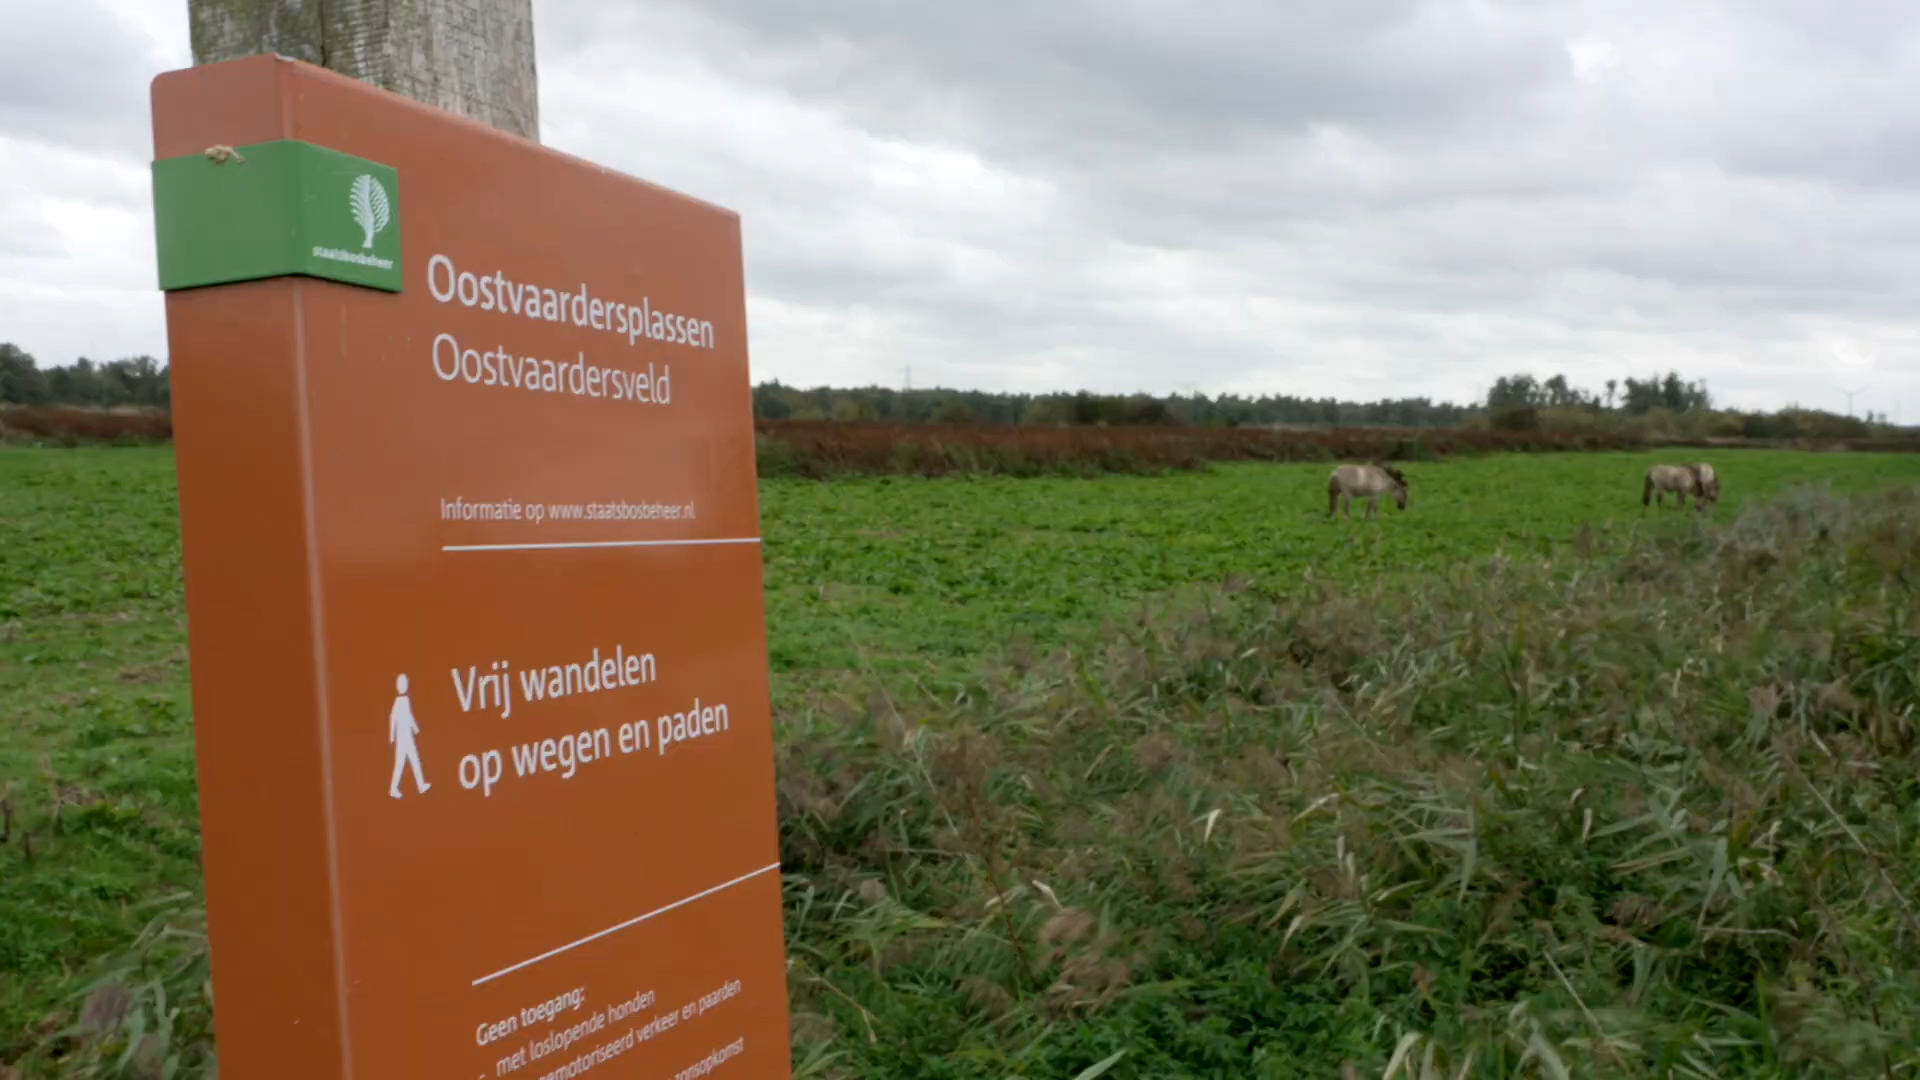 staatsbosbeheer
Oostvaardersplassen
Oostvaardersveld
Informatie op www.staatsbosbeheer.nl
Vrij wandelen
op wegen en paden
Geen toegang:
- met loslopende honden
gemotoriseerd verkeer en paarden
zonsopkomst